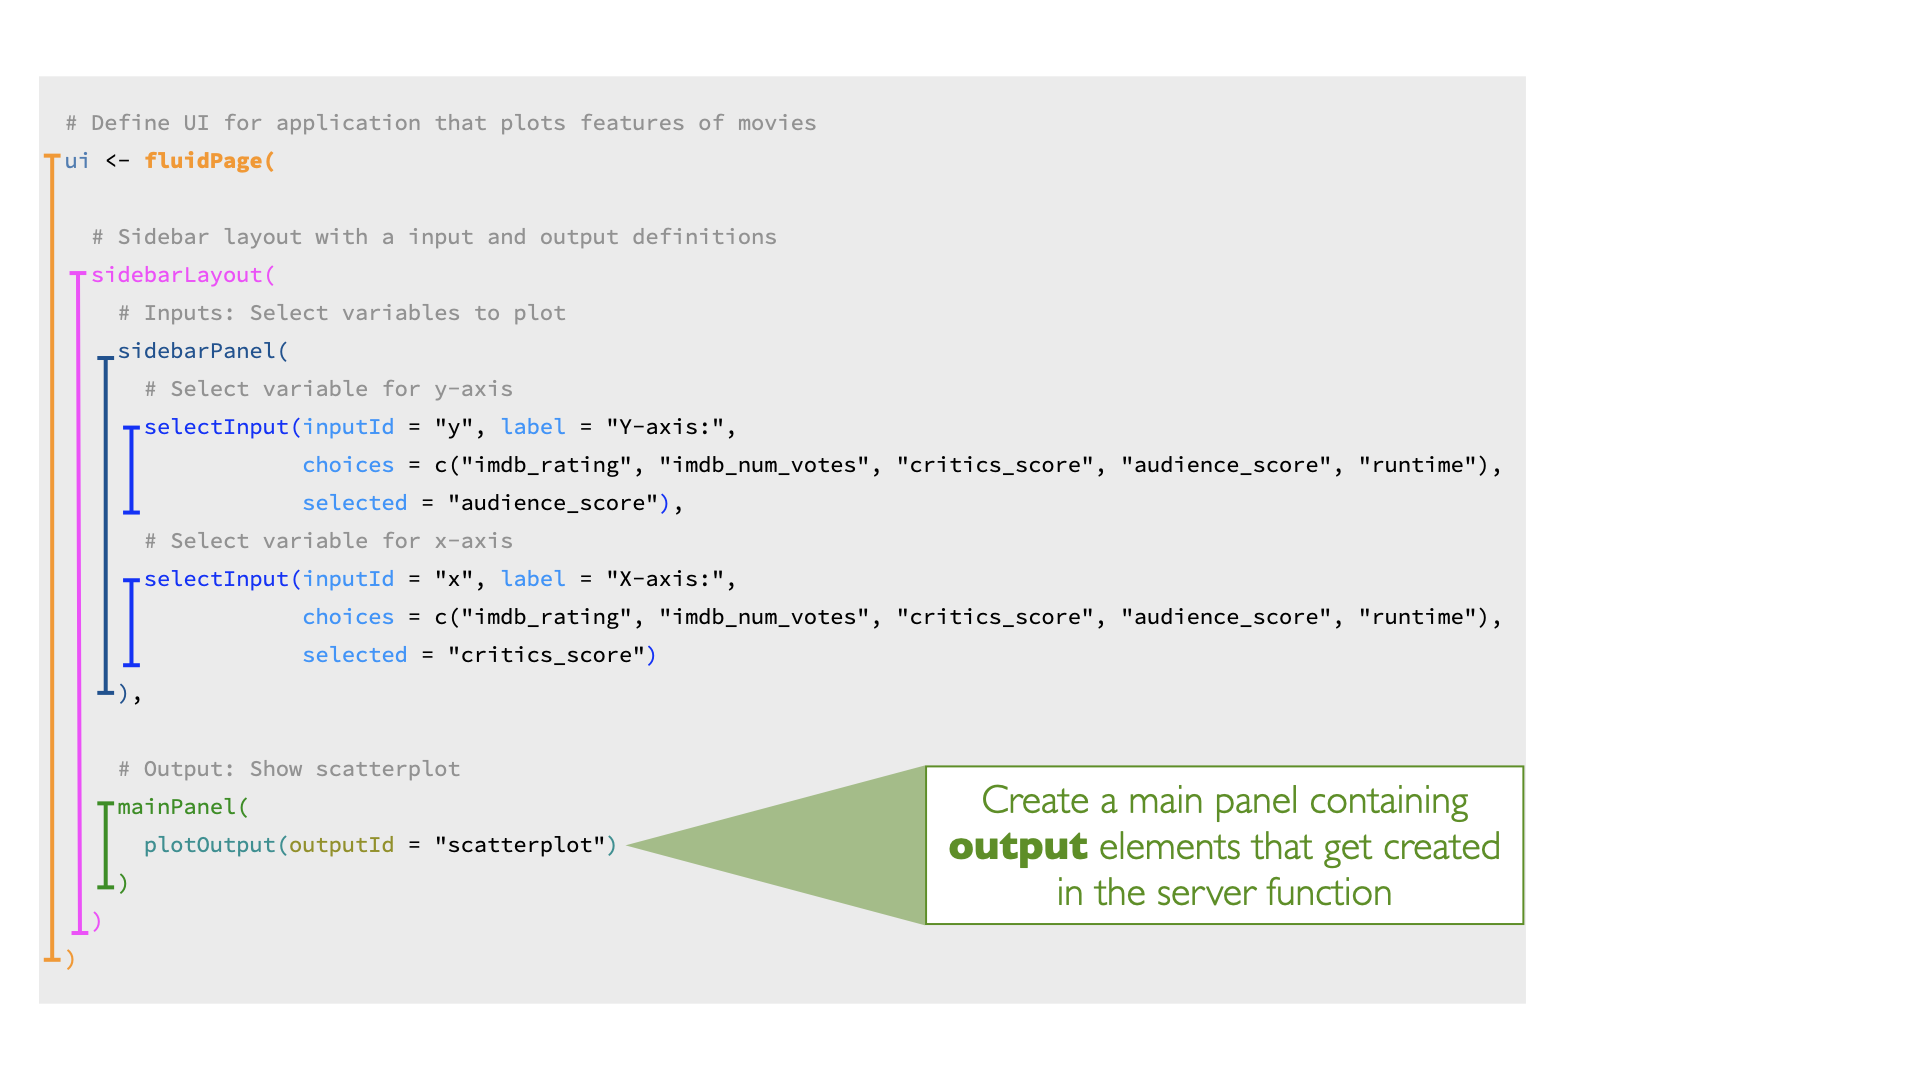 # Define UI for application that plots features of movies
ui <- fluidPage(
# Sidebar layout with a input and output definitions
sidebarLayout(
# Inputs: Select variables to plot
sidebarPanel(
# Select variable for y-axis
selectInput(inputId = "y", label = "Y-axis:",
choices = c("imdb_rating", "imdb_num_votes", "critics_score", "audience_score", "runtime"),
selected = "audience_score"),
# Select variable for x-axis
selectInput(inputId = "x", label = "X-axis:",
choices = c("imdb_rating", "imdb_num_votes", "critics_score", "audience_score", "runtime"),
selected = "critics_score")
),
# Output: Show scatterplot
mainPanel(
plotOutput(outputId = "scatterplot")
)
)
)
Create a main panel containing
output elements that get created
in the server function